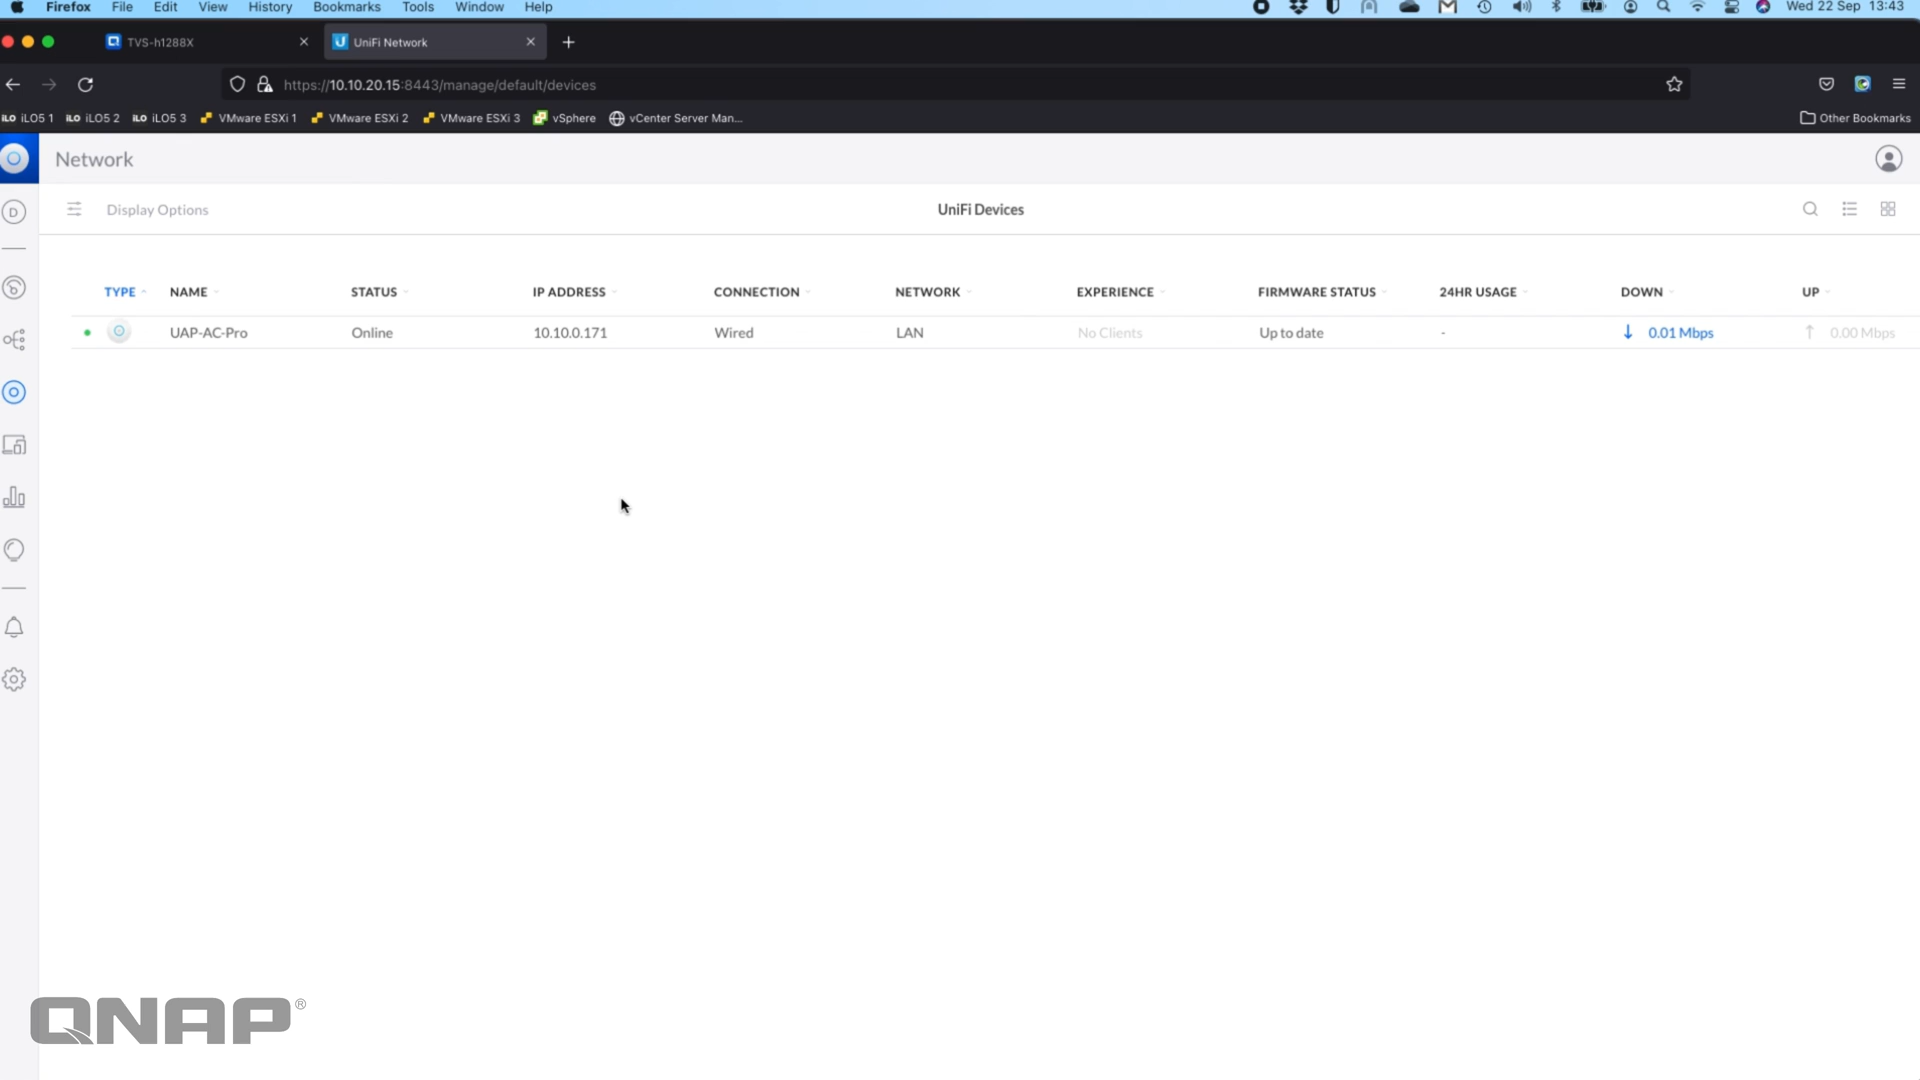 Firefox File Edit View History Bookmarks Tools Window Help Wed 22 Sep 13:43
TVS-h1288X UniFi Network
https://10.10.20.15:8443/manage/default/devices
iLO iLO5 1 iLO iLO5 2 iLO iLO5 3 VMware ESXi 1 VMware ESXi 2 VMware ESXi 3 vSphere vCenter Server Man... Other Bookmarks
Network
D
Display Options UniFi Devices
TYPE NAME STATUS IP ADDRESS CONNECTION NETWORK EXPERIENCE FIRMWARE STATUS 24HR USAGE DOWN UP
UAP-AC-Pro Online 10.10.0.171 Wired LAN No Clients Up to date - 0.01 Mbps 0.00 Mbps
QNAP®